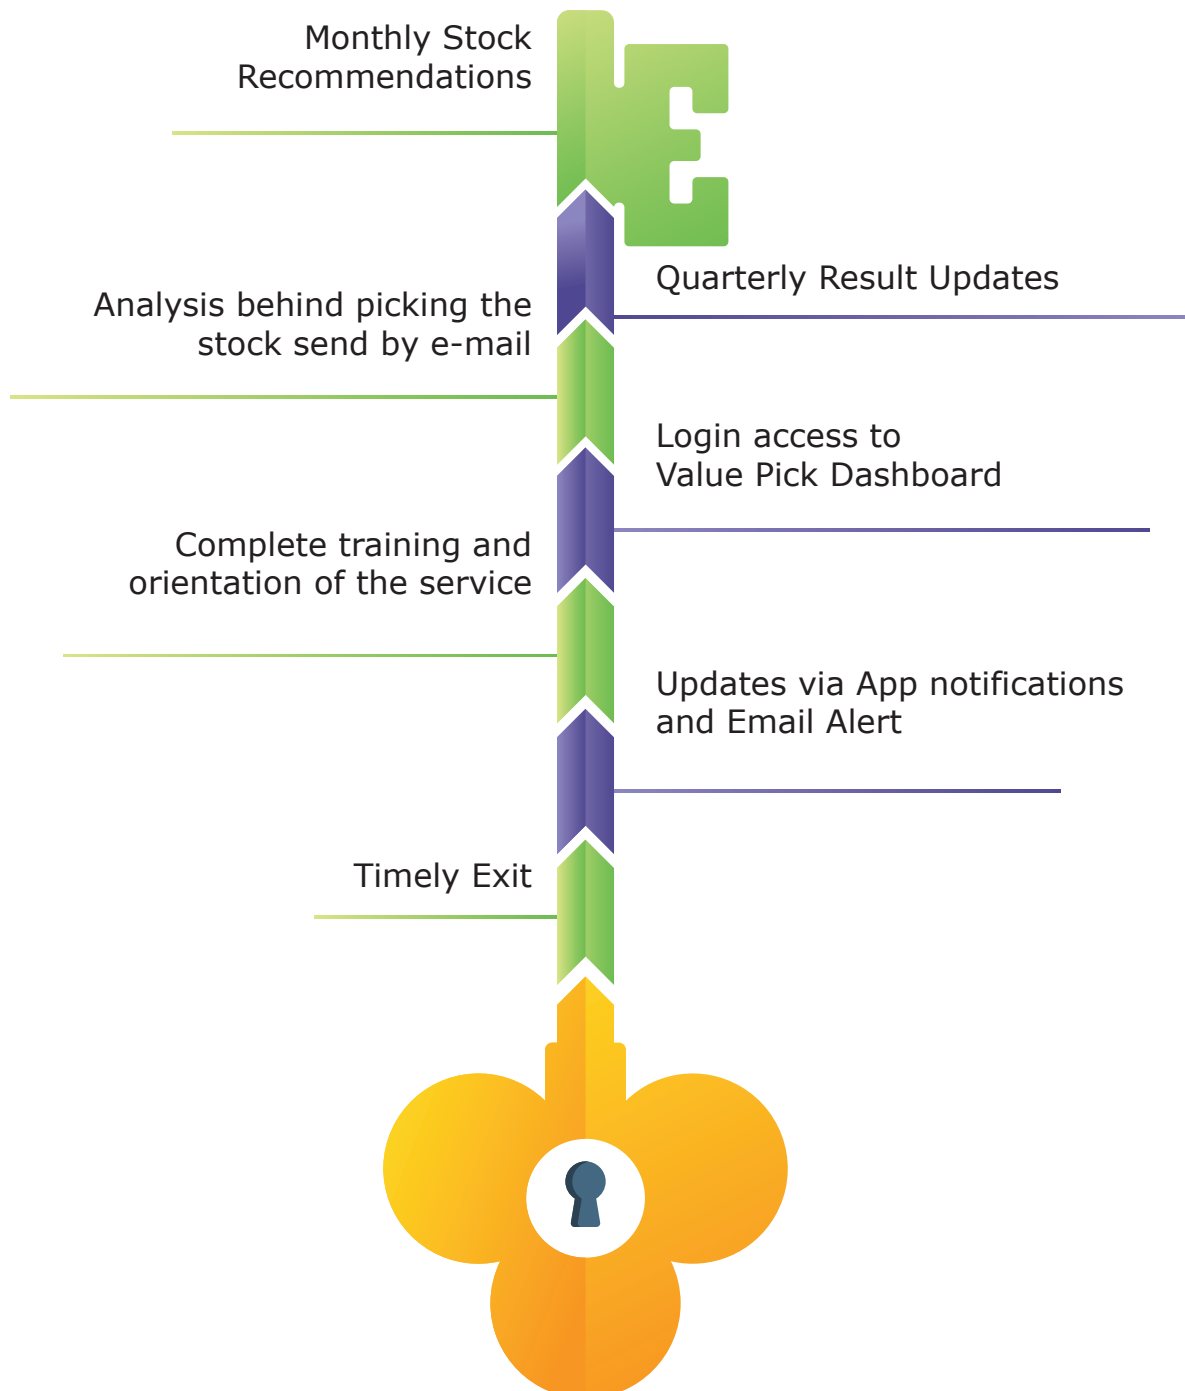 Monthly Stock
Recommendations
Quarterly Result Updates
Analysis behind picking the
stock send by e-mail
Login access to
Value Pick Dashboard
Complete training and
orientation of the service
Updates via App notifications
and Email Alert
Timely Exit